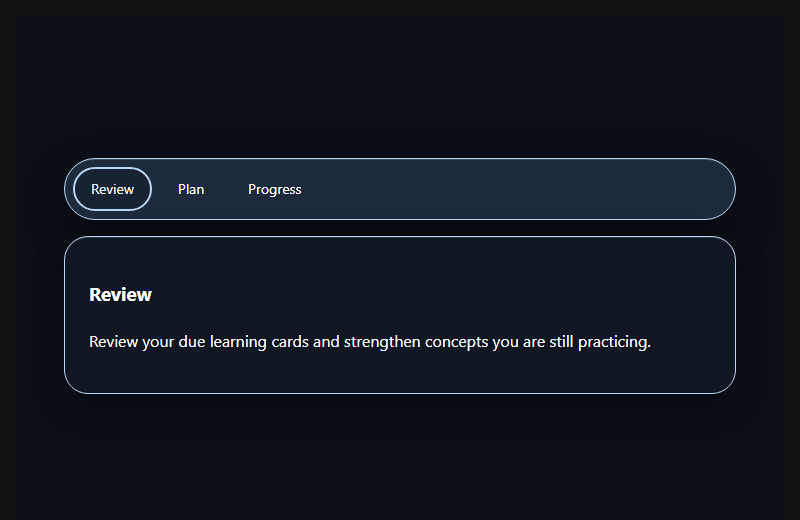 Review Plan Progress
Review
Review your due learning cards and strengthen concepts you are still practicing.